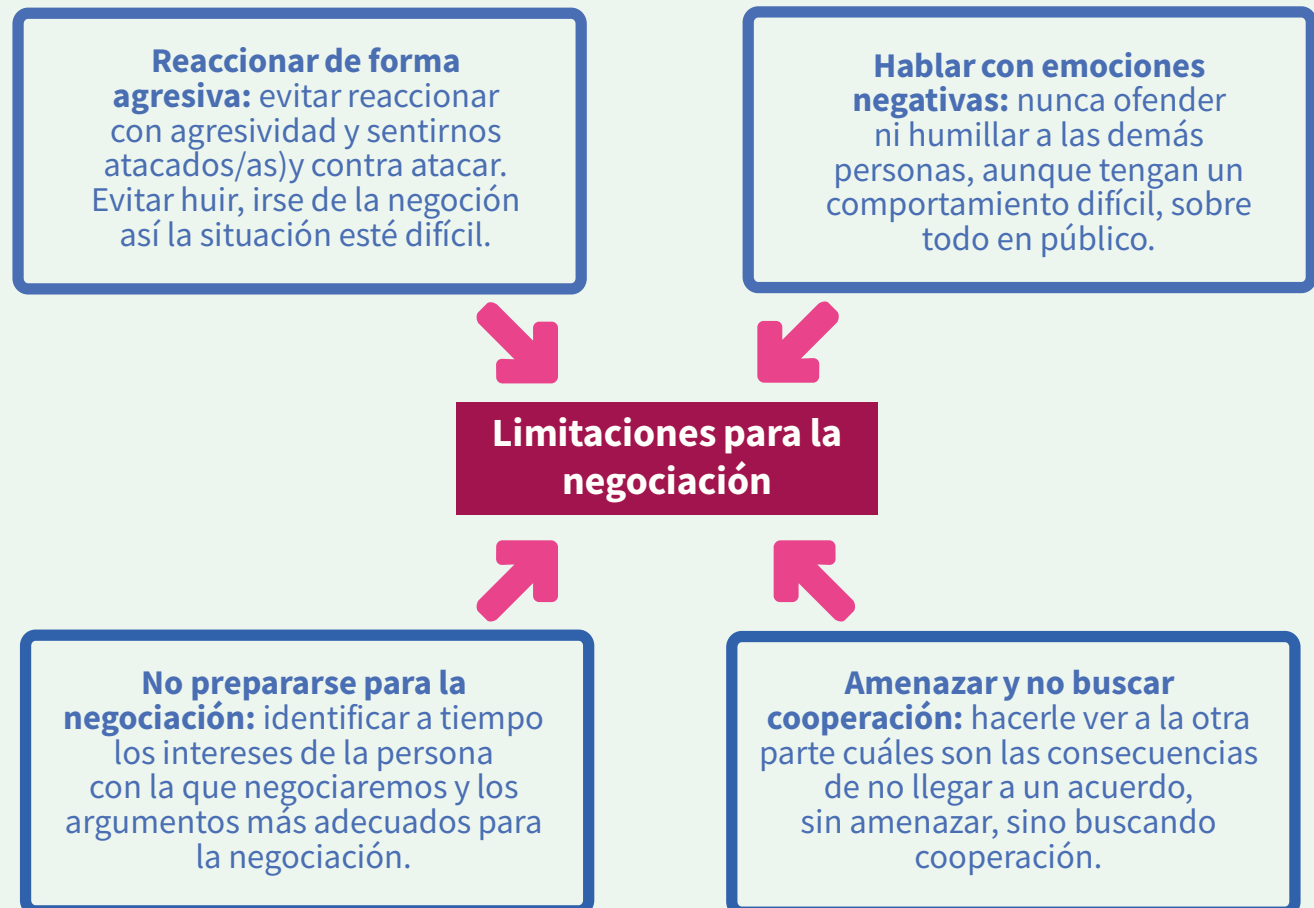 Reaccionar de forma
agresiva: evitar reaccionar
con agresividad y sentirnos
atacados/as)y contra atacar.
Evitar huir, irse de la negoción
así la situación esté difícil.
Hablar con emociones
negativas: nunca ofender
ni humillar a las demás
personas, aunque tengan un
comportamiento difícil, sobre
todo en público.
Limitaciones para la
negociación
No prepararse para la
negociación: identificar a tiempo
los intereses de la persona
con la que negociaremos y los
argumentos más adecuados para
la negociación.
Amenazar y no buscar
cooperación: hacerle ver a la otra
parte cuáles son las consecuencias
de no llegar a un acuerdo,
sin amenazar, sino buscando
cooperación.